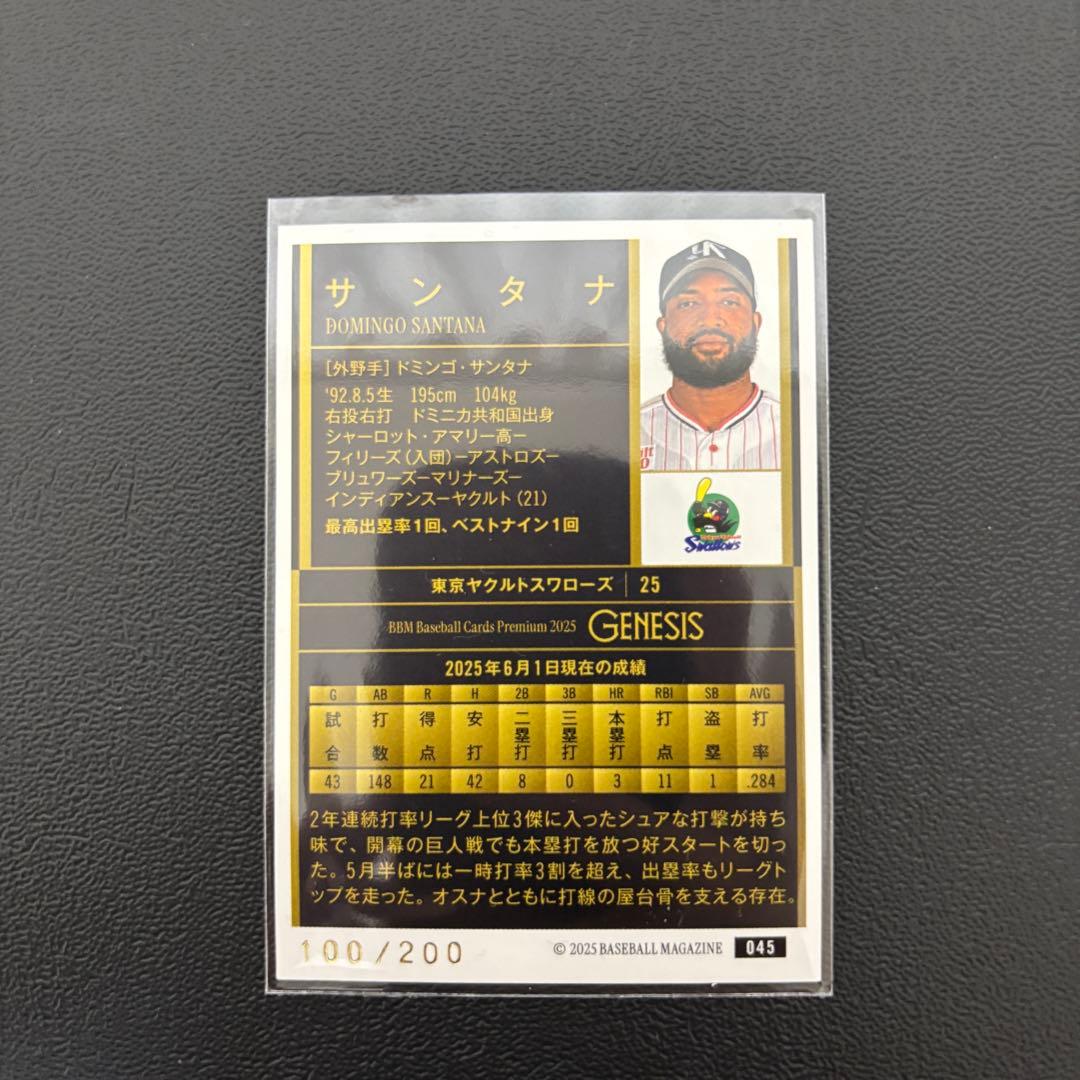 サンタナ
DOMINGO SANTANA
[外野手]ドミンゴ・サンタナ
'92.8.5生 195cm 104kg
右投右打 ドミニカ共和国出身
シャーロット・アマリー高ー
フィリーズ(入団)ーアストロズー
ブリュワーズーマリナーズー
インディアンスーヤクルト(21)
最高出塁率1回、ベストナイン1回
Swallows
東京ヤクルトスワローズ | 25
BBM Baseball Cards Premium 2025 GENESIS
2025年6月1日現在の成績
G AB R H 2B 3B HR RBI SB AVG
試合 打数 得点 安打 二塁打 三塁打 本塁打 打点 盗塁 打率
43 148 21 42 8 0 3 11 1 .284
2年連続打率リーグ上位3傑に入ったシュアな打撃が持ち
味で、開幕の巨人戦でも本塁打を放つ好スタートを切っ
た。5月半ばには一時打率3割を超え、出塁率もリーグト
ップを走った。オスナとともに打線の屋台骨を支える存在。
100/200
© 2025 BASEBALL MAGAZINE 045